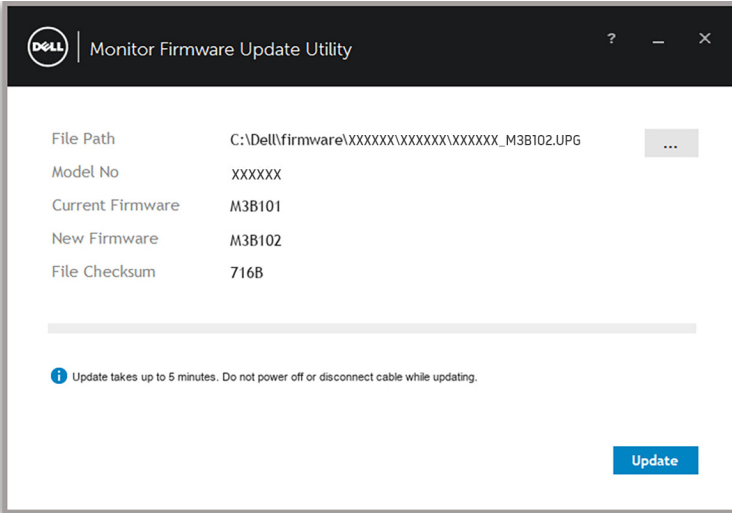 DELL Monitor Firmware Update Utility ?
File Path C:\Dell\firmware\XXXXXX\XXXXXX\XXXXXX_M3B102.UPG ...
Model No XXXXXX
Current Firmware M3B101
New Firmware M3B102
File Checksum 716B
Update takes up to 5 minutes. Do not power off or disconnect cable while updating.
Update